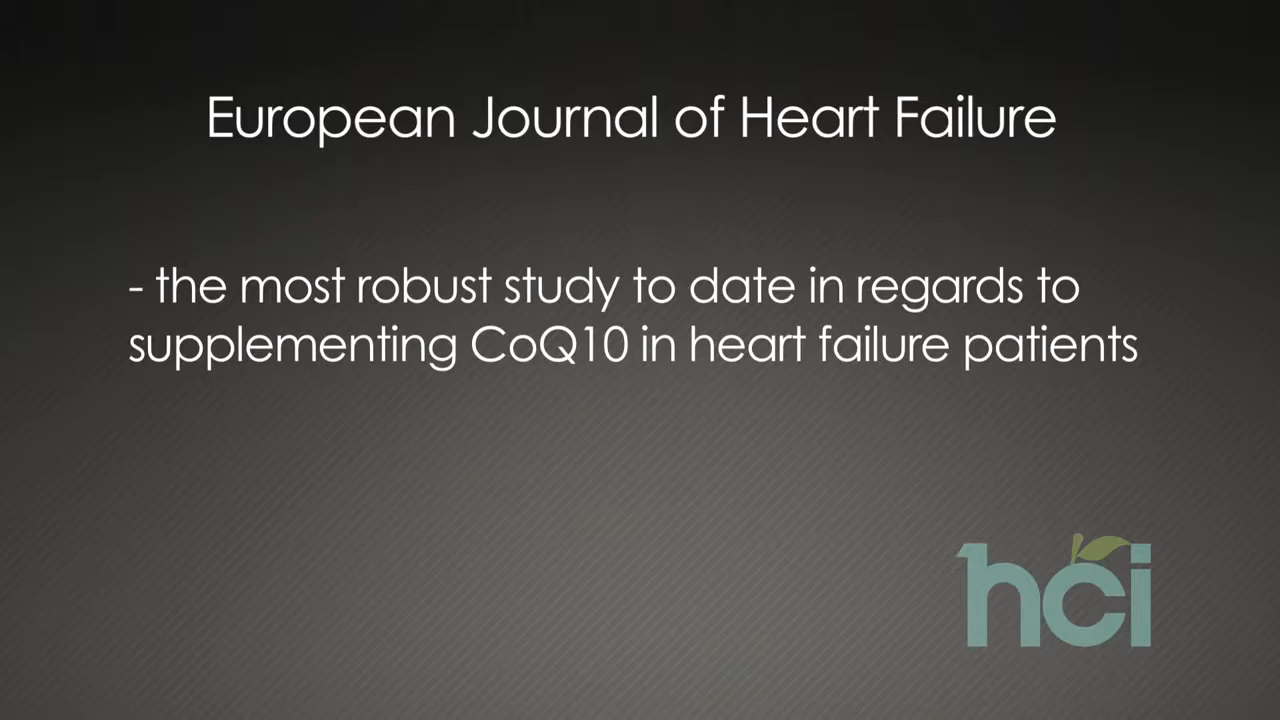 European Journal of Heart Failure
- the most robust study to date in regards to
supplementing CoQ10 in heart failure patients
hci